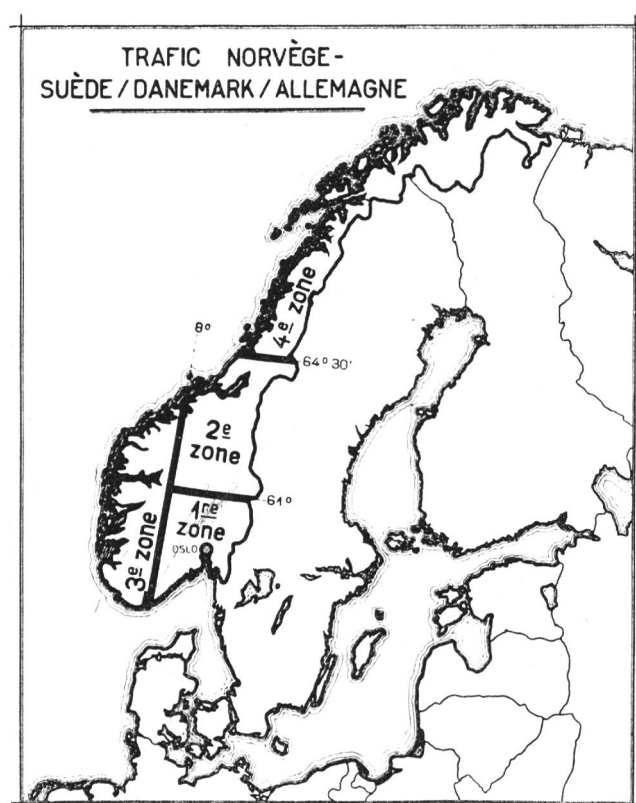 TRAFIC NORVÈGE-
SUÈDE / DANEMARK / ALLEMAGNE
4e zone
8°
64° 30'
2e
zone
61°
1re
zone
OSLO
3e zone